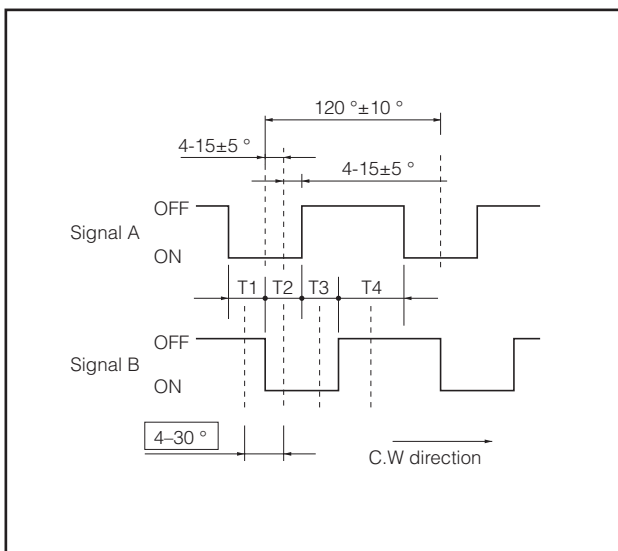 120 °±10 °
4-15±5 °
4-15±5 °
OFF
Signal A
ON
T1 T2 T3 T4
OFF
Signal B
ON
4–30 °
C.W direction